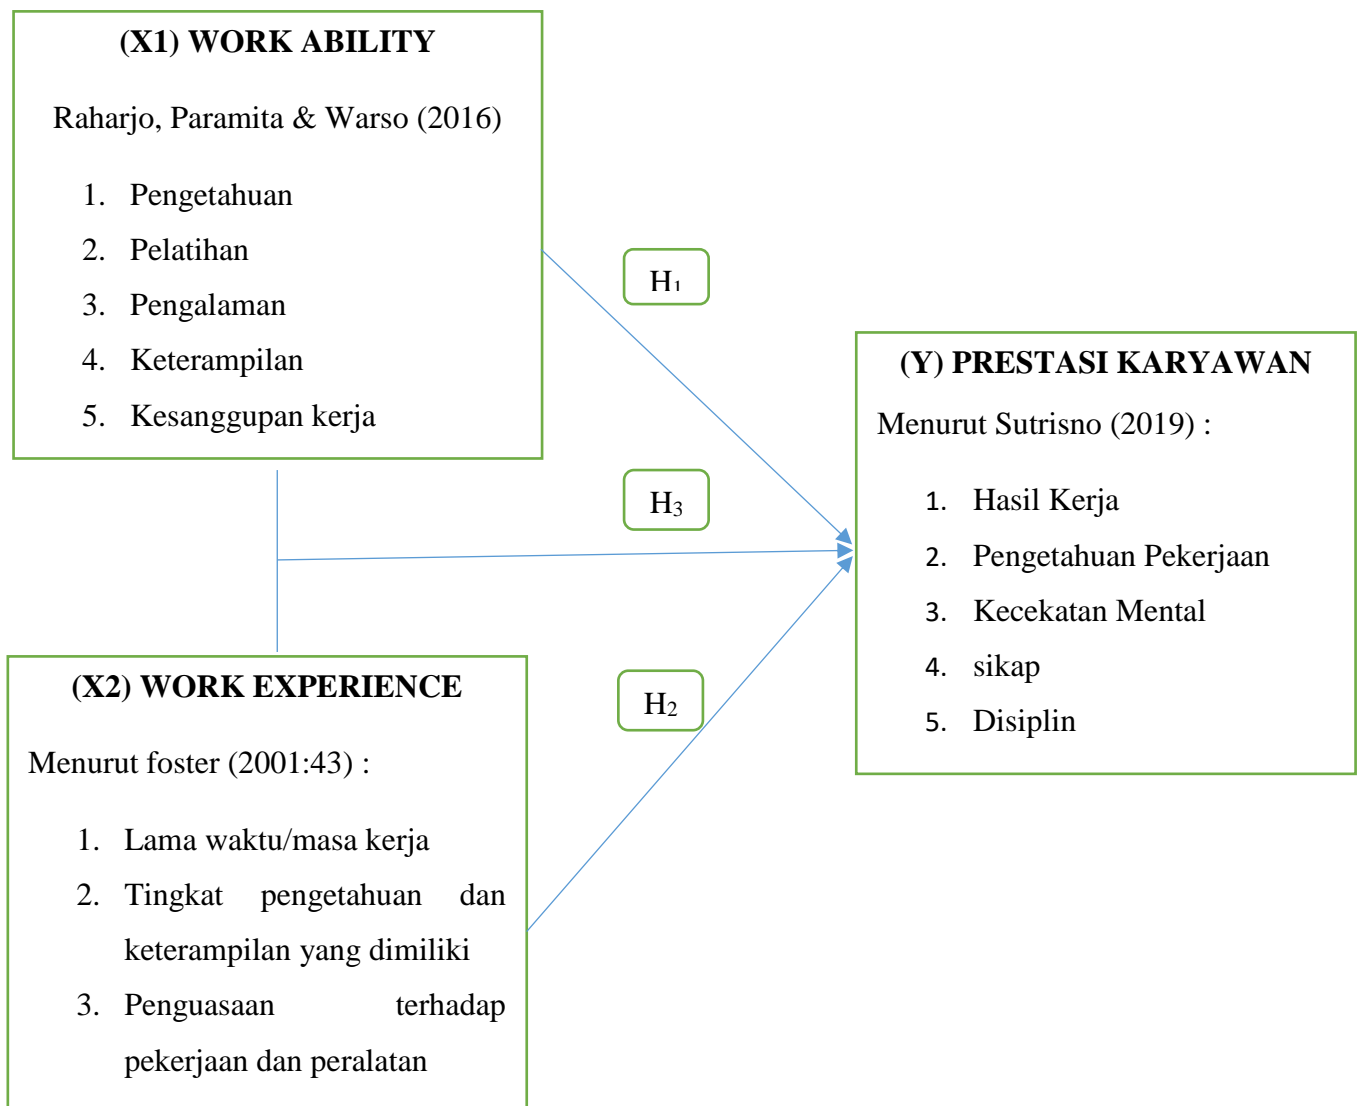 (X1) WORK ABILITY
Raharjo, Paramita & Warso (2016)
1. Pengetahuan
2. Pelatihan
3. Pengalaman
4. Keterampilan
5. Kesanggupan kerja
H1
H3
H2
(Y) PRESTASI KARYAWAN
Menurut Sutrisno (2019) :
1. Hasil Kerja
2. Pengetahuan Pekerjaan
3. Kecekatan Mental
4. sikap
5. Disiplin
(X2) WORK EXPERIENCE
Menurut foster (2001:43) :
1. Lama waktu/masa kerja
2. Tingkat pengetahuan dan
keterampilan yang dimiliki
3. Penguasaan terhadap
pekerjaan dan peralatan